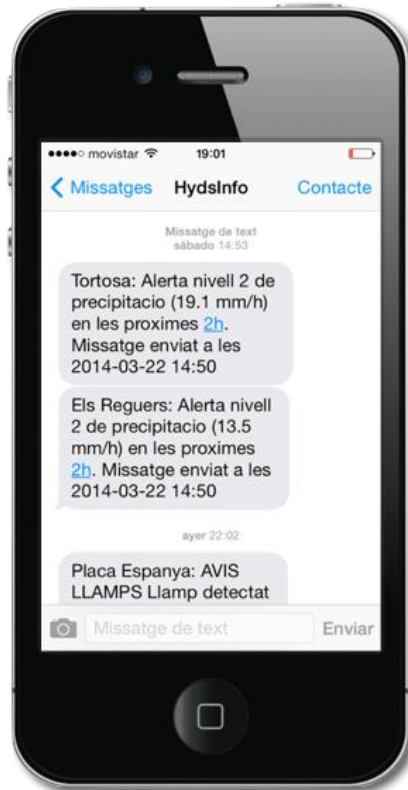 movistar 19:01
Missatges HydsInfo Contacte
Missatge de text
sábado 14:53
Tortosa: Alerta nivell 2 de
precipitacio (19.1 mm/h)
en les proximes 2h.
Missatge enviat a les
2014-03-22 14:50
Els Reguers: Alerta nivell
2 de precipitacio (13.5
mm/h) en les proximes
2h. Missatge enviat a les
2014-03-22 14:50
ayer 22:02
Placa Espanya: AVIS
LLAMPS Llamp detectat
Missatge de text Enviar